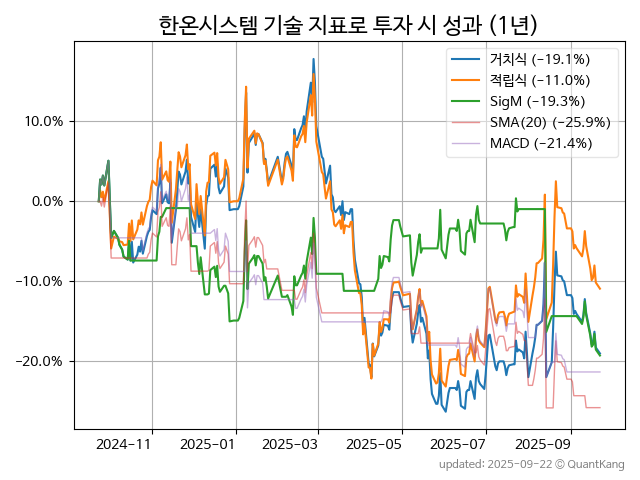 한온시스템 기술 지표로 투자 시 성과 (1년)
거치식 (−19.1%)
적립식 (−11.0%)
SigM (−19.3%)
SMA(20) (−25.9%)
MACD (−21.4%)
10.0%
0.0%
−10.0%
−20.0%
2024−11 2025−01 2025−03 2025−05 2025−07 2025−09
updated: 2025-09-22 © QuantKang